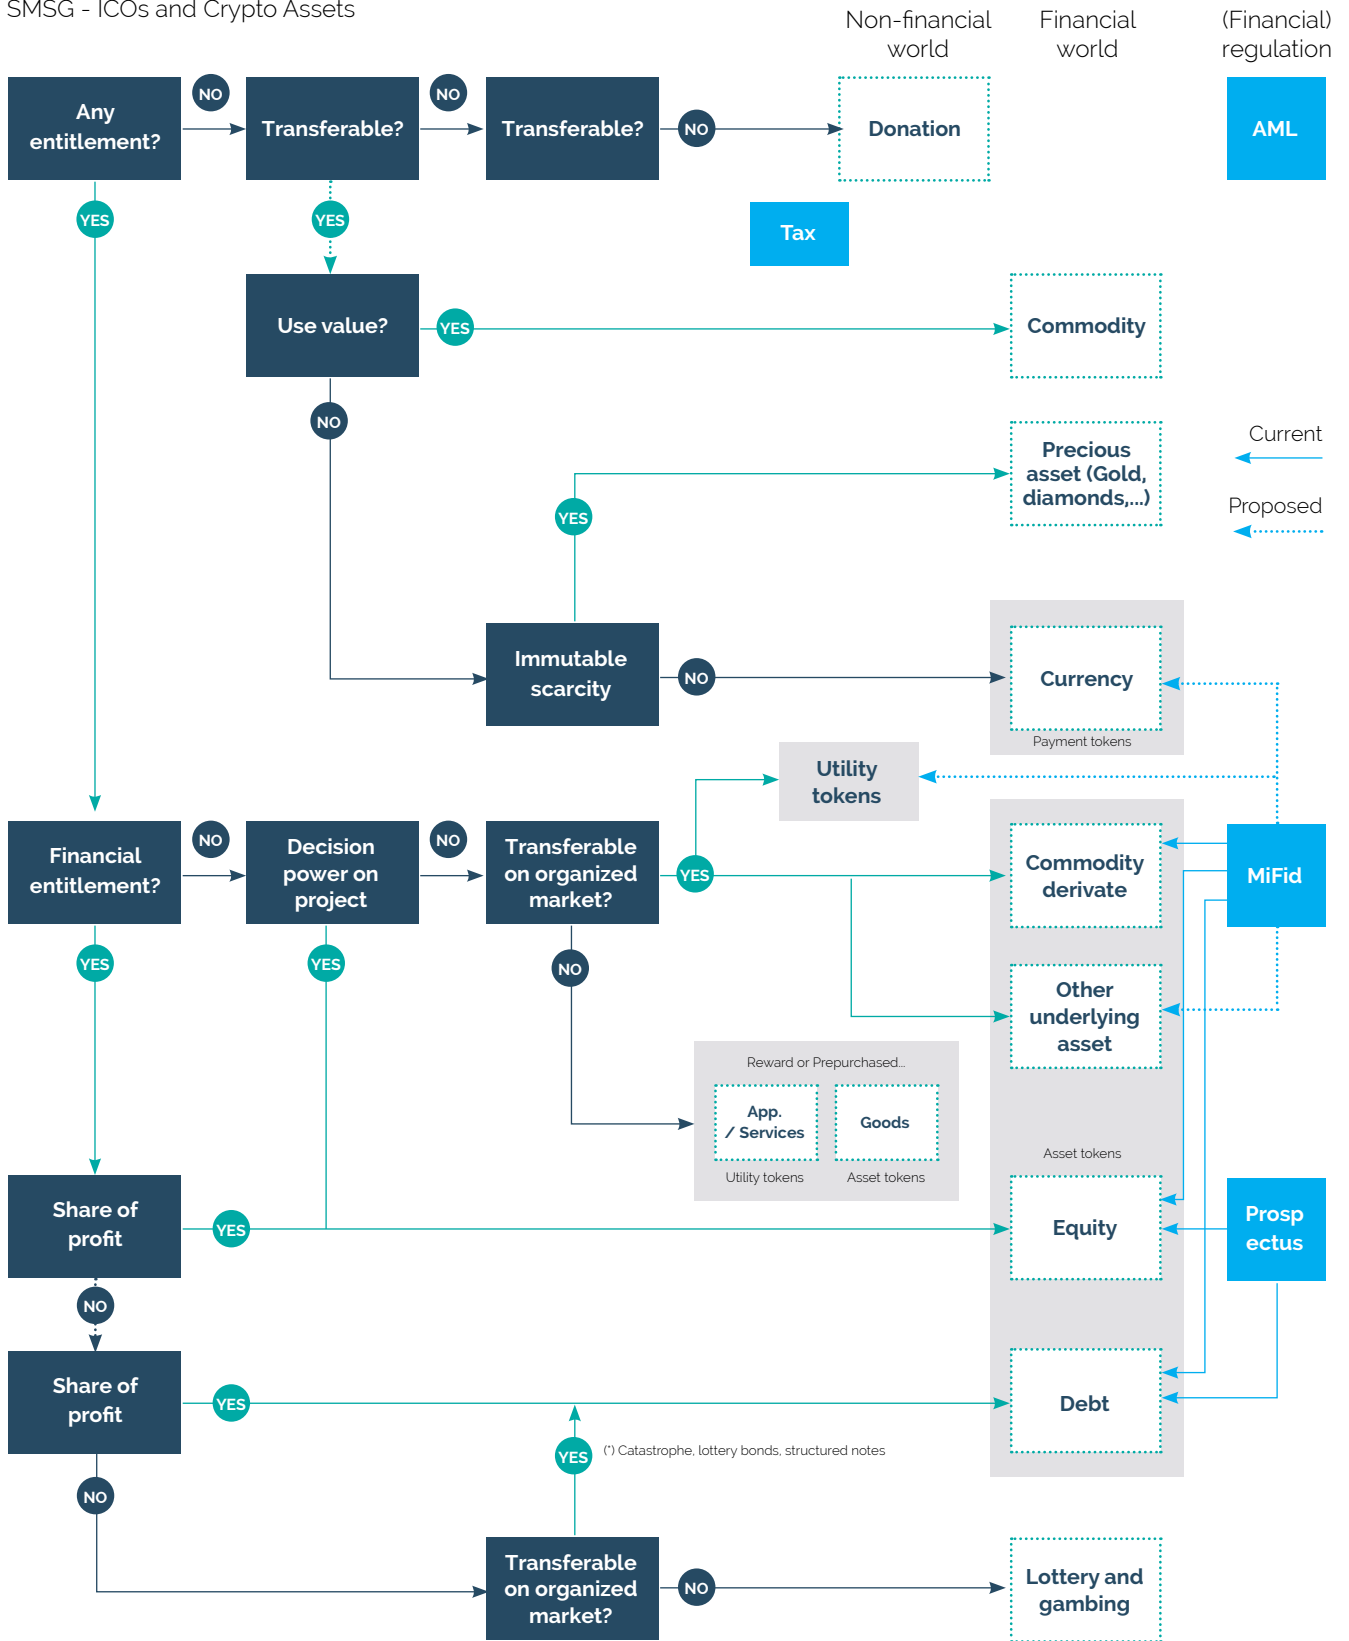 SMSG - ICOs and Crypto Assets
Non-financial
world
Financial
world
(Financial)
regulation
Any
entitlement?
NO
Transferable?
NO
Transferable?
NO
Donation
AML
YES
YES
Tax
Use value?
YES
Commodity
NO
Precious
asset (Gold,
diamonds,...)
Current
Proposed
YES
Immutable
scarcity
NO
Currency
Payment tokens
Utility
tokens
Financial
entitlement?
NO
Decision
power on
project
NO
Transferable
on organized
market?
YES
Commodity
derivate
MiFid
YES
YES
NO
Other
underlying
asset
Reward or Prepurchased...
App.
/ Services
Goods
Utility tokens
Asset tokens
Asset tokens
Share of
profit
YES
Equity
Prosp
ectus
NO
Share of
profit
YES
Debt
YES
(*) Catastrophe, lottery bonds, structured notes
NO
Transferable
on organized
market?
NO
Lottery and
gambing